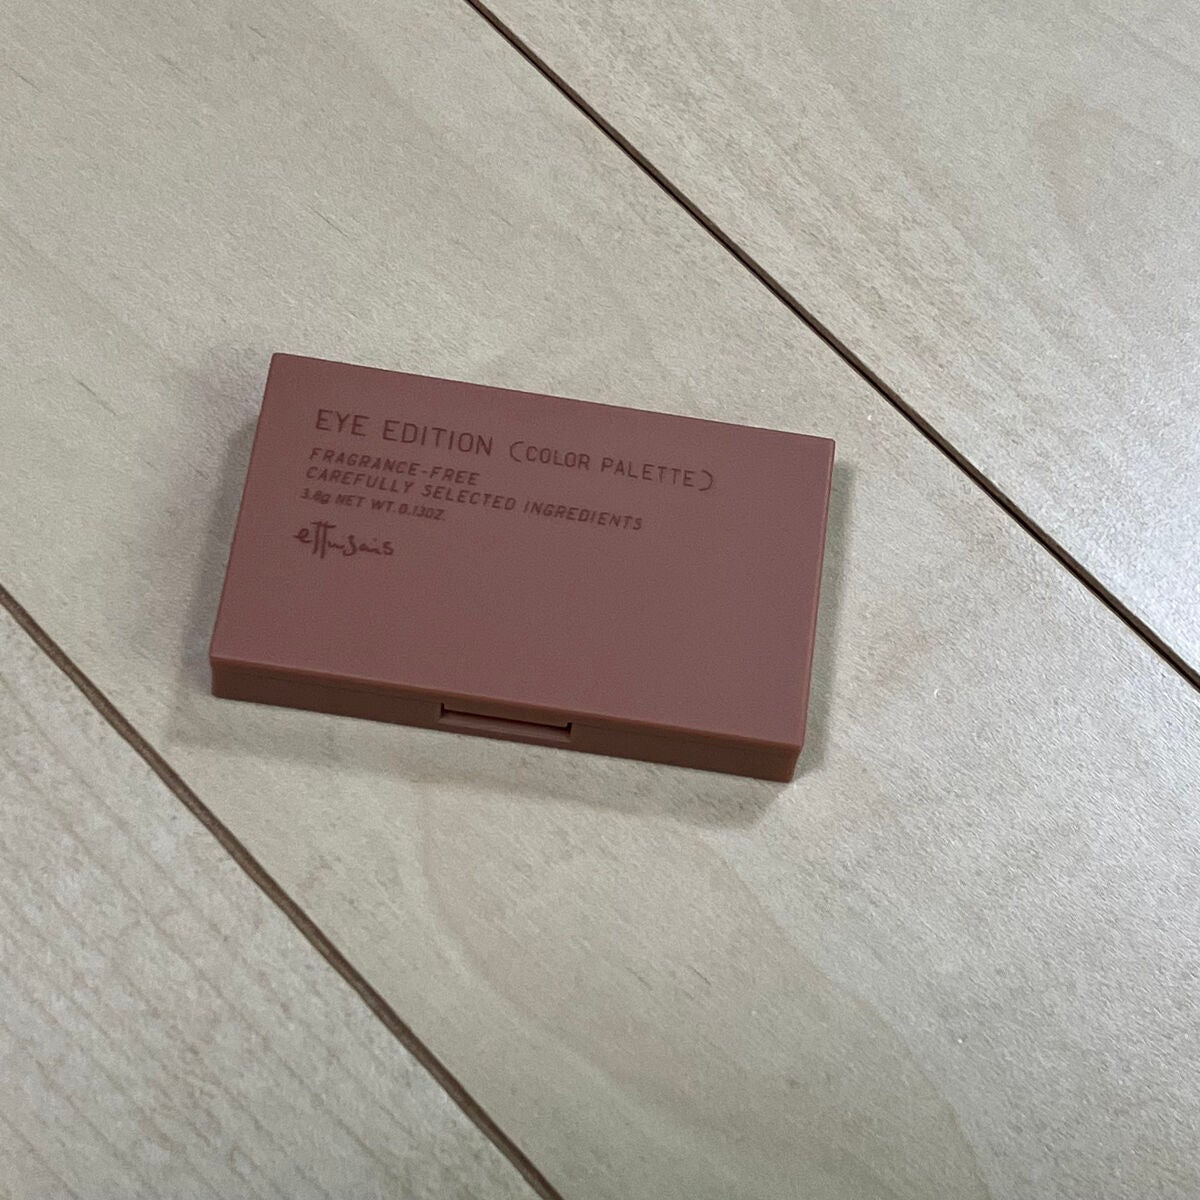 EYE EDITION (COLOR PALETTE)
FRAGRANCE-FREE
CAREFULLY SELECTED INGREDIENTS
3.8g NET WT. 0.13OZ.
ettusais